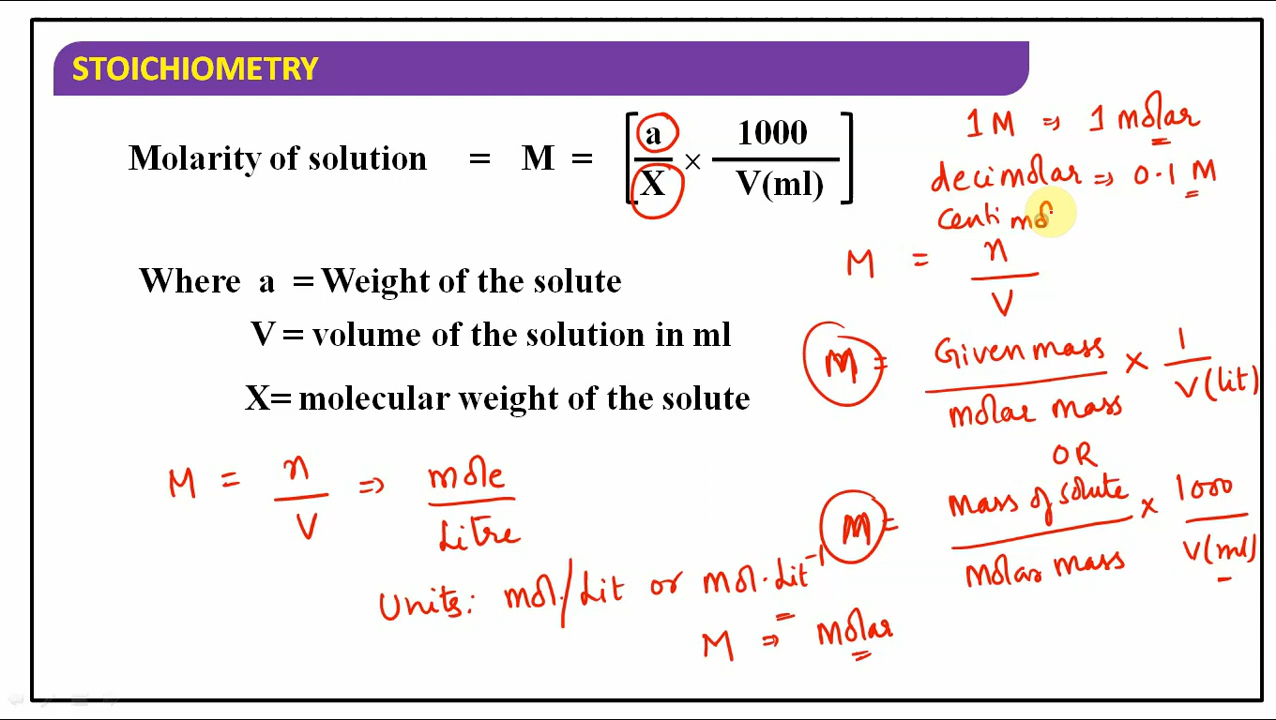 STOICHIOMETRY
Molarity of solution = M = [a/X × 1000/V(ml)]
1M ⇒ 1 molar
decimolar ⇒ 0.1 M
centi mo
M = n/V
Where a = Weight of the solute
V = volume of the solution in ml
X= molecular weight of the solute
M = Given mass/molar mass × 1/V(lit)
OR
M = Mass of solute/Molar mass × 1000/V(ml)
M = n/V ⇒ mole/Litre
Units: mol/Lit or mol.Lit⁻¹
M ⇒ molar